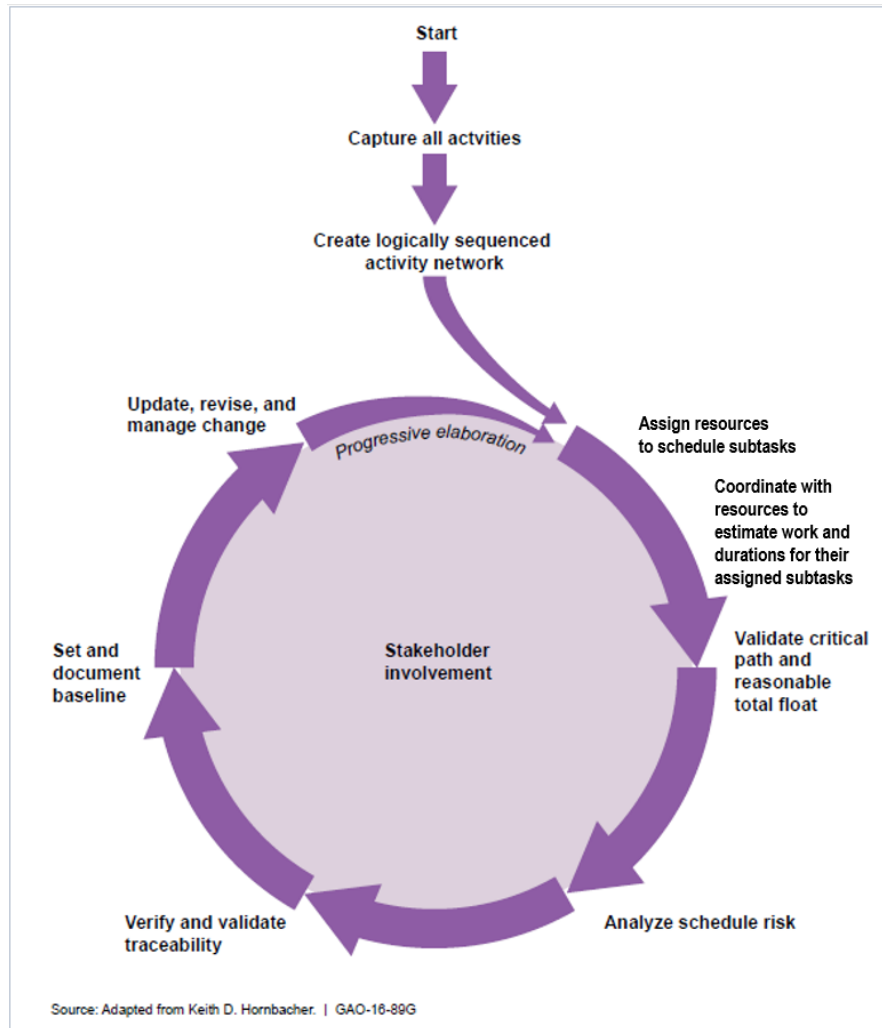 Start
Capture all actvities
Create logically sequenced
activity network
Update, revise, and
manage change
Progressive elaboration
Assign resources
to schedule subtasks
Coordinate with
resources to
estimate work and
durations for their
assigned subtasks
Set and
document
baseline
Stakeholder
involvement
Validate critical
path and
reasonable
total float
Verify and validate
traceability
Analyze schedule risk
Source: Adapted from Keith D. Hornbacher. | GAO-16-89G